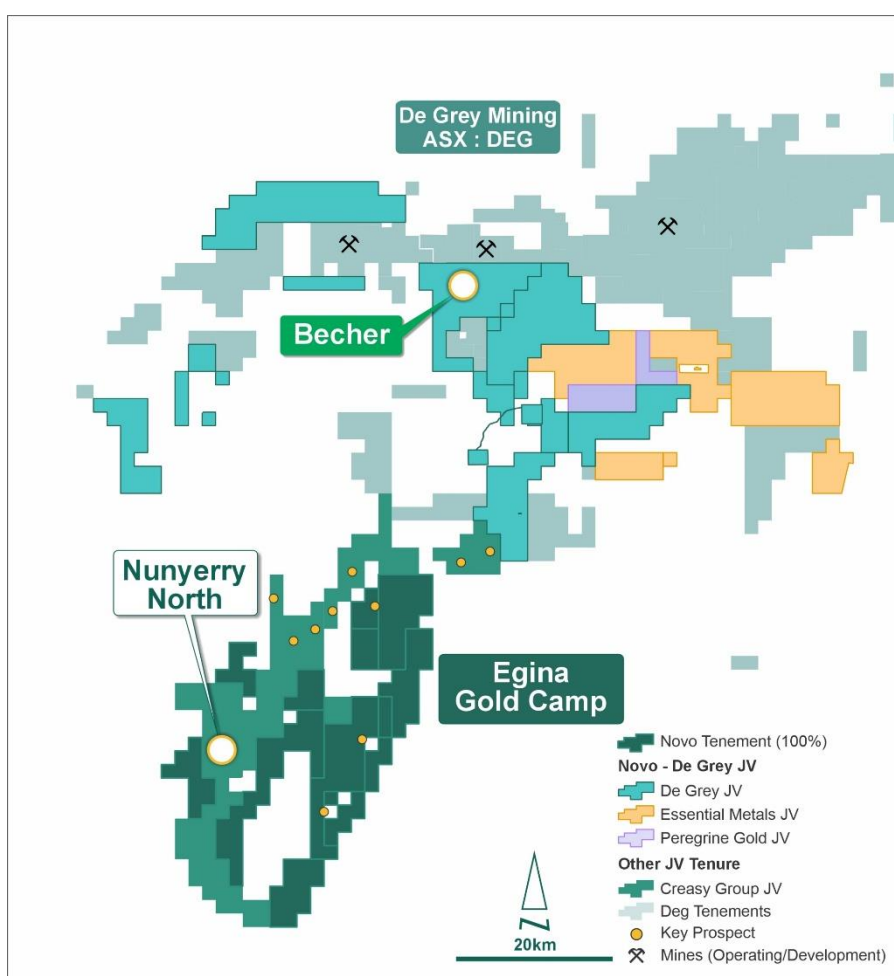 De Grey Mining
ASX : DEG
Becher
Nunyerry
North
Egina
Gold Camp
Novo Tenement (100%)
Novo - De Grey JV
De Grey JV
Essential Metals JV
Peregrine Gold JV
Other JV Tenure
Creasy Group JV
Deg Tenements
Key Prospect
Mines (Operating/Development)
N
20km